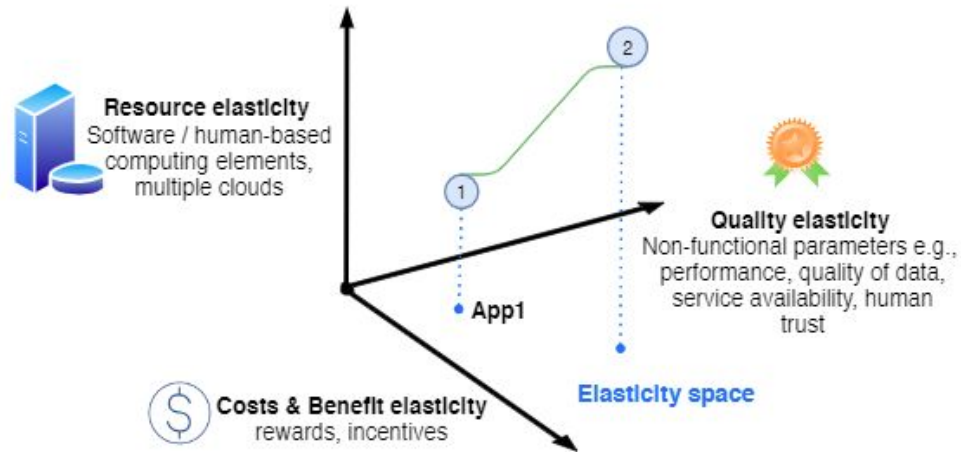 2
Resource elasticity
Software / human-based
computing elements,
multiple clouds
1
Quality elasticity
Non-functional parameters e.g.,
performance, quality of data,
service availability, human
trust
App1
Elasticity space
$
Costs & Benefit elasticity
rewards, incentives